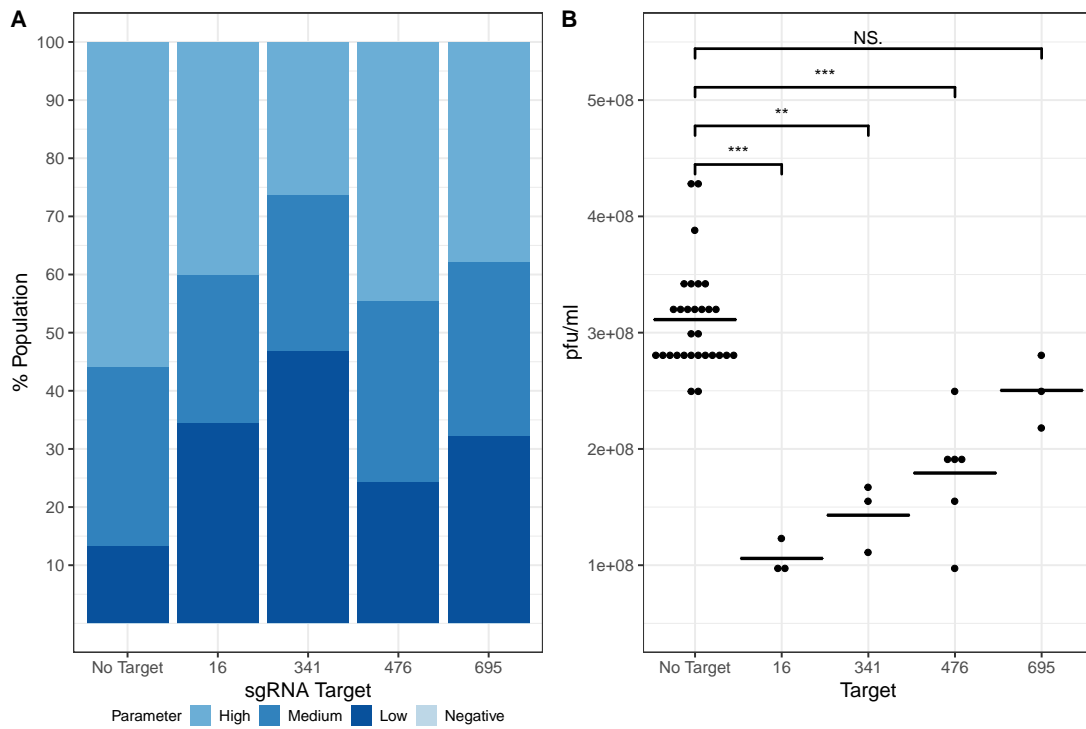 A
% Population
100
90
80
70
60
50
40
30
20
10
No Target 16 341 476 695
sgRNA Target
Parameter High Medium Low Negative
B
pfu/ml
5e+08
4e+08
3e+08
2e+08
1e+08
NS.
***
**
***
No Target 16 341 476 695
Target